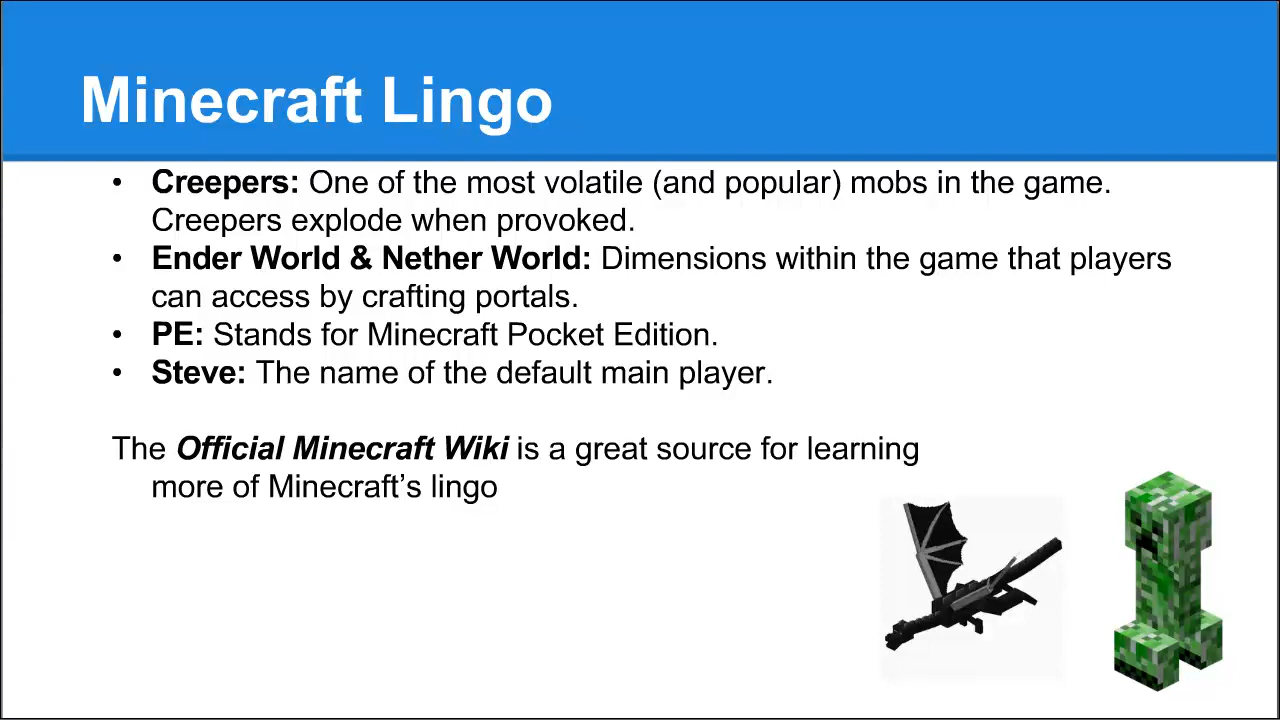 Minecraft Lingo
• Creepers: One of the most volatile (and popular) mobs in the game.
Creepers explode when provoked.
• Ender World & Nether World: Dimensions within the game that players
can access by crafting portals.
• PE: Stands for Minecraft Pocket Edition.
• Steve: The name of the default main player.
The Official Minecraft Wiki is a great source for learning
more of Minecraft’s lingo